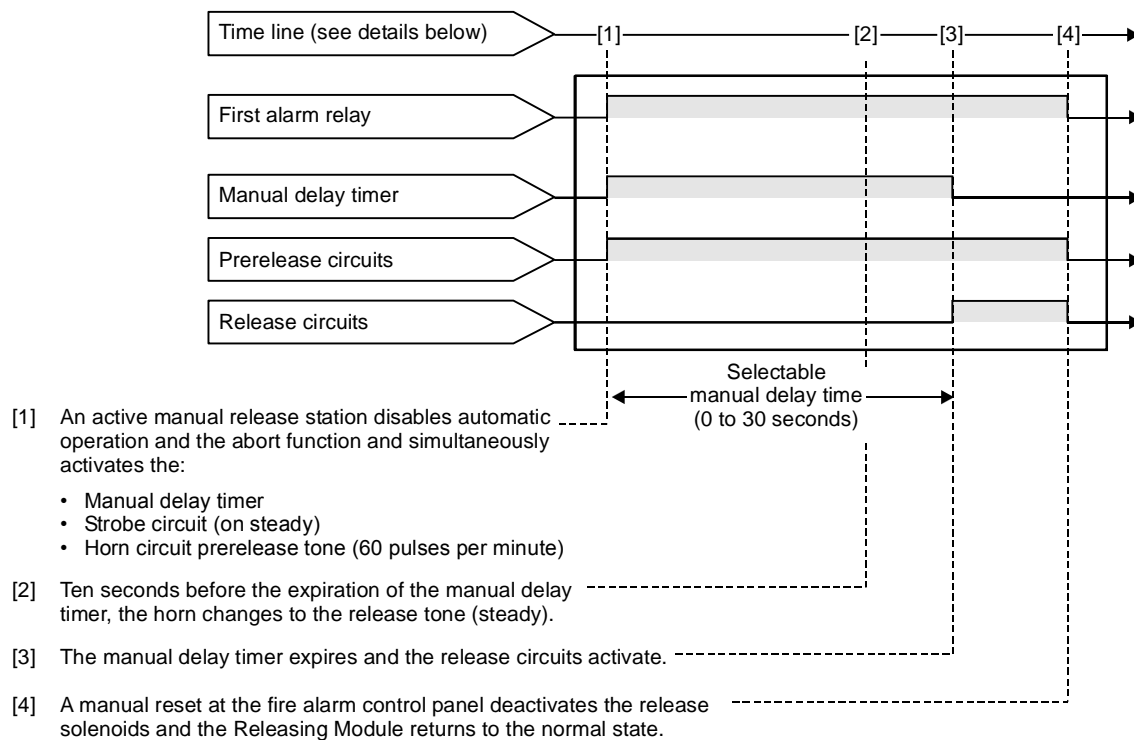 Time line (see details below)
[1] [2] [3] [4]
First alarm relay
Manual delay timer
Prerelease circuits
Release circuits
Selectable
manual delay time
(0 to 30 seconds)
[1] An active manual release station disables automatic
operation and the abort function and simultaneously
activates the:
• Manual delay timer
• Strobe circuit (on steady)
• Horn circuit prerelease tone (60 pulses per minute)
[2] Ten seconds before the expiration of the manual delay
timer, the horn changes to the release tone (steady).
[3] The manual delay timer expires and the release circuits activate.
[4] A manual reset at the fire alarm control panel deactivates the release
solenoids and the Releasing Module returns to the normal state.